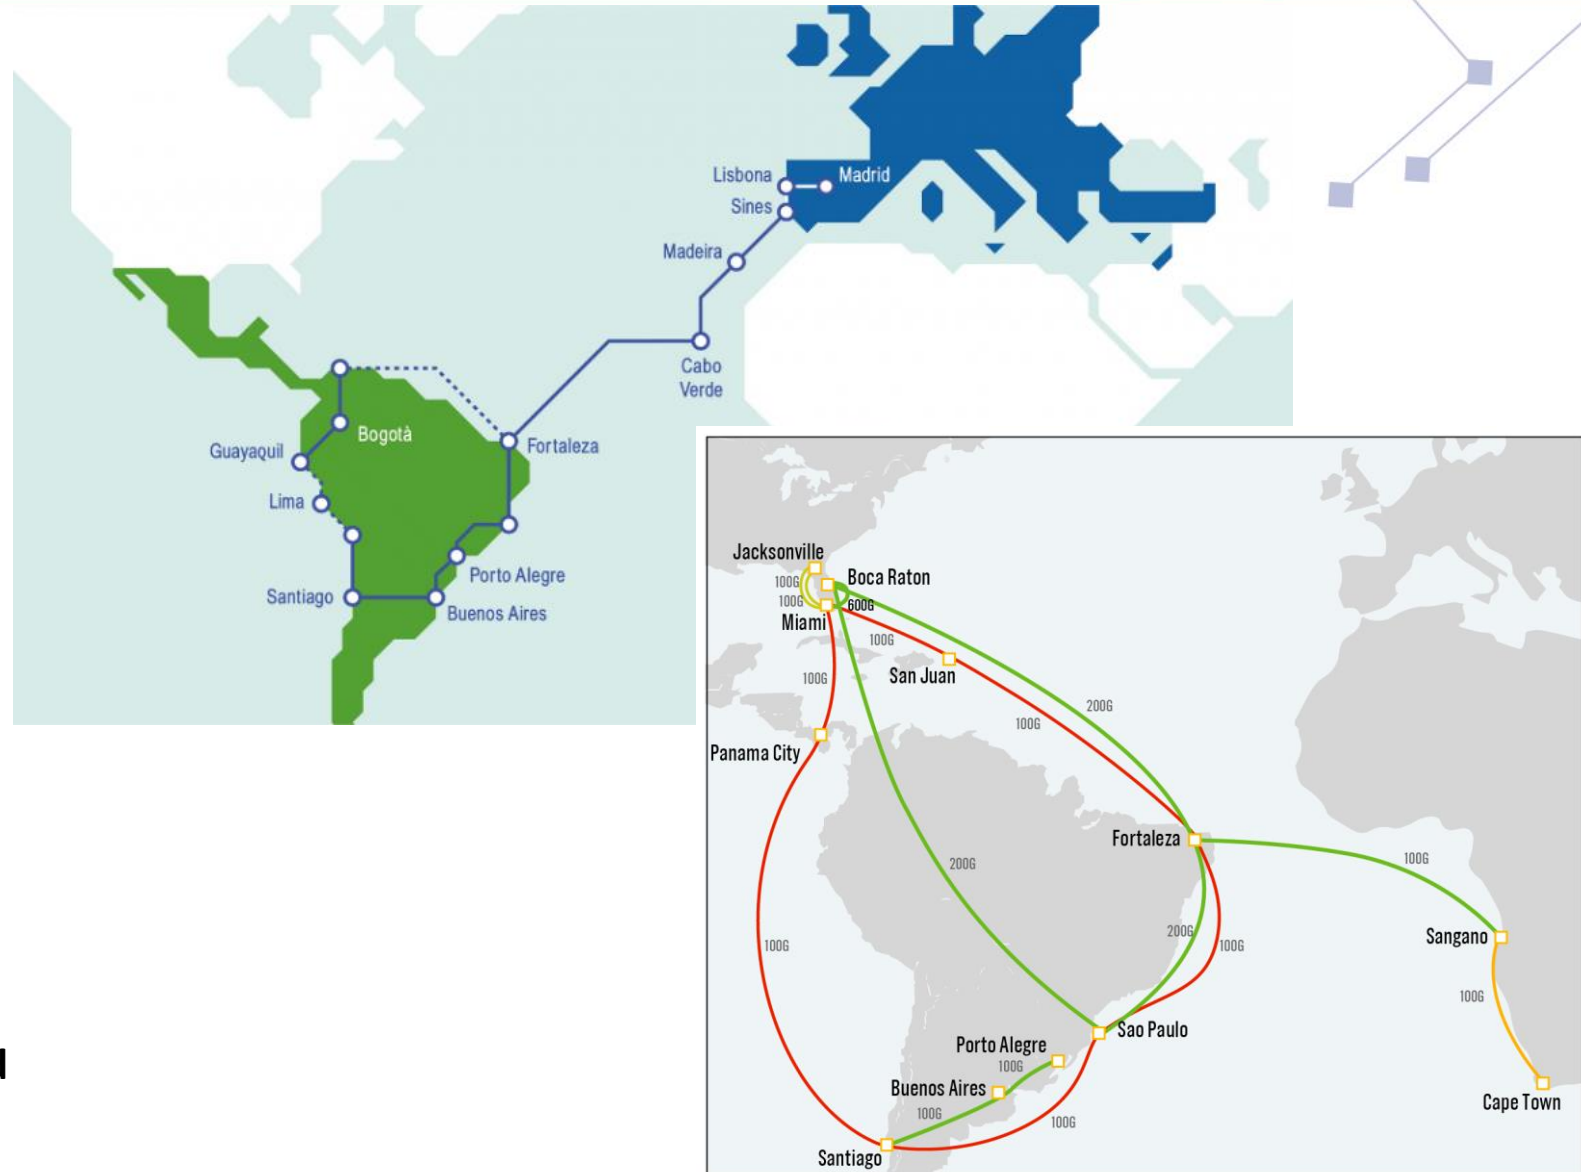 Lisbona
Madrid
Sines
Madeira
Cabo
Verde
Bogotà
Guayaquil
Fortaleza
Lima
Porto Alegre
Santiago
Buenos Aires
Jacksonville
Boca Raton
100G
100G
600G
Miami
100G
San Juan
100G
200G
100G
Panama City
Fortaleza
100G
200G
200G
100G
100G
Sangano
100G
Sao Paulo
Porto Alegre
100G
Buenos Aires
100G
100G
Cape Town
Santiago